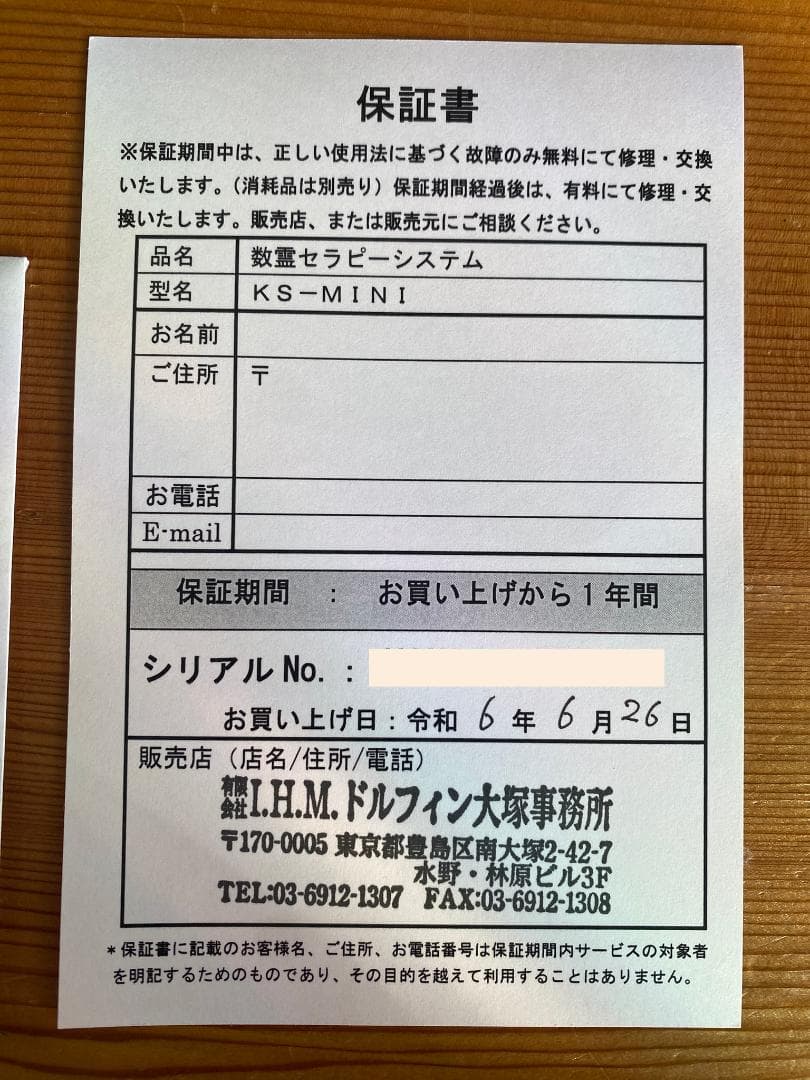 保証書
※保証期間中は、正しい使用法に基づく故障のみ無料にて修理・交換
いたします。（消耗品は別売り）保証期間経過後は、有料にて修理・交
換いたします。販売店、または販売元にご相談ください。
品名 数霊セラピーシステム
型名 ＫＳ－ＭＩＮＩ
お名前
ご住所 〒
お電話
E-mail
保証期間 ： お買い上げから１年間
シリアル No. :
お買い上げ日：令和 6 年 6 月 26 日
販売店（店名/住所/電話）
有限会社 I.H.M.ドルフィン大塚事務所
〒170-0005 東京都豊島区南大塚2-42-7
水野・林原ビル3F
TEL:03-6912-1307 FAX:03-6912-1308
＊保証書に記載のお客様名、ご住所、お電話番号は保証期間内サービスの対象者
を明記するためのものであり、その目的を越えて利用することはありません。